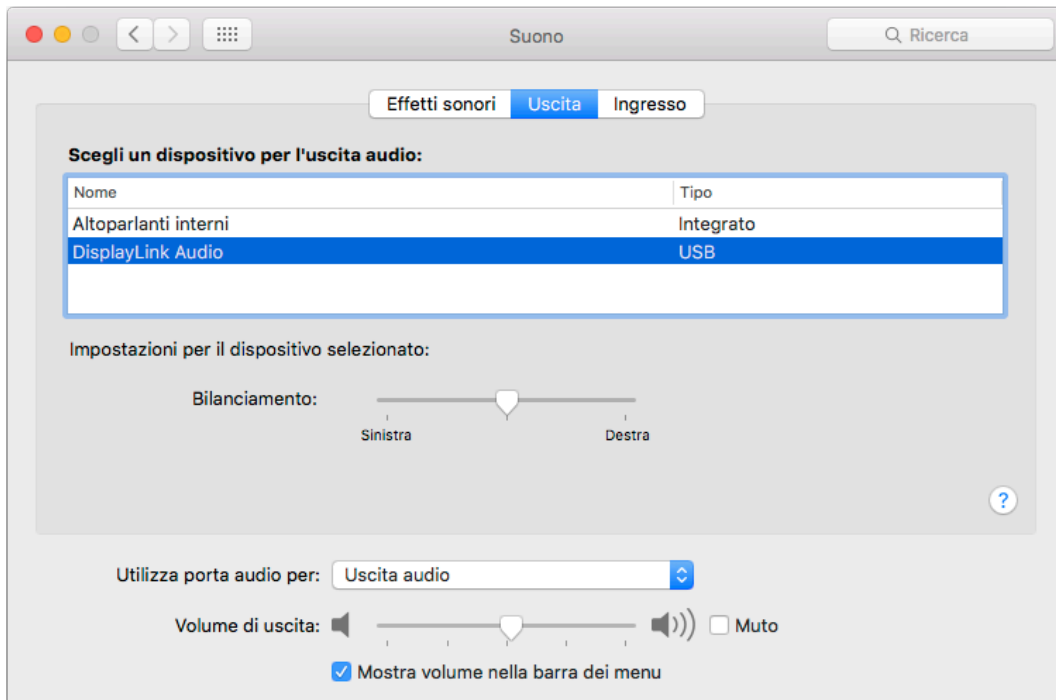 Suono
Ricerca
Effetti sonori Uscita Ingresso
Scegli un dispositivo per l'uscita audio:
Nome Tipo
Altoparlanti interni Integrato
DisplayLink Audio USB
Impostazioni per il dispositivo selezionato:
Bilanciamento:
Sinistra Destra
?
Utilizza porta audio per: Uscita audio
Volume di uscita: Muto
Mostra volume nella barra dei menu